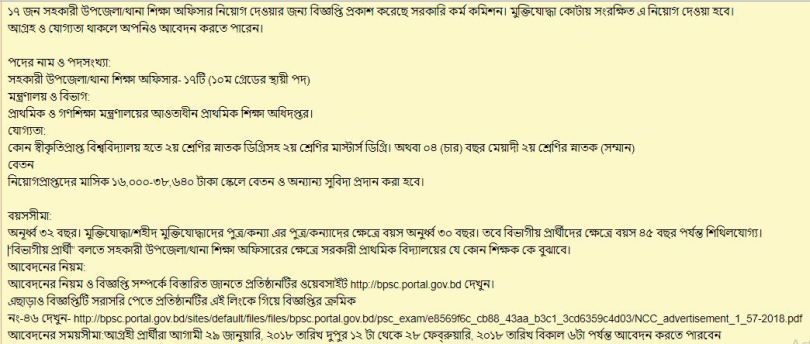 ১৭ জন সহকারী উপজেলা/থানা শিক্ষা অফিসার নিয়োগ দেওয়ার জন্য বিজ্ঞপ্তি প্রকাশ করেছে সরকারি কর্ম কমিশন। মুক্তিযোদ্ধা কোটায় সংরক্ষিত এ নিয়োগ দেওয়া হবে।
আগ্রহ ও যোগ্যতা থাকলে অপনিও আবেদন করতে পারেন।
পদের নাম ও পদসংখ্যা:
সহকারী উপজেলা/থানা শিক্ষা অফিসার- ১৭টি (১০ম গ্রেডের স্থায়ী পদ)
মন্ত্রণালয় ও বিভাগ:
প্রাথমিক ও গণশিক্ষা মন্ত্রণালয়ের আওতাধীন প্রাথমিক শিক্ষা অধিদপ্তর।
যোগ্যতা:
কোন স্বীকৃতিপ্রাপ্ত বিশ্ববিদ্যালয় হতে ২য় শ্রেণির স্নাতক ডিগ্রিসহ ২য় শ্রেণির মাস্টার্স ডিগ্রি। অথবা ০৪ (চার) বছর মেয়াদী ২য় শ্রেণির স্নাতক (সম্মান)
বেতন
নিয়োগপ্রাপ্তদের মাসিক ১৬,০০০-৩৮,৬৪০ টাকা স্কেলে বেতন ও অন্যান্য সুবিধা প্রদান করা হবে।
বয়সসীমা:
অনূর্ধ্ব ৩২ বছর। মুক্তিযোদ্ধা/শহীদ মুক্তিযোদ্ধাদের পুত্র/কন্যা এর পুত্র/কন্যাদের ক্ষেত্রে বয়স অনুর্ধ্ব ৩০ বছর। তবে বিভাগীয় প্রার্থীদের ক্ষেত্রে বয়স ৪৫ বছর পর্যন্ত শিথিলযোগ্য।
"বিভাগীয় প্রার্থী" বলতে সহকারী উপজেলা/থানা শিক্ষা অফিসারের ক্ষেত্রে সরকারী প্রাথমিক বিদ্যালয়ের যে কোন শিক্ষক কে বুঝাবে।
আবেদনের নিয়ম:
আবেদনের নিয়ম ও বিজ্ঞপ্তি সম্পর্কে বিস্তারিত জানতে প্রতিষ্ঠানটির ওয়েবসাইট http://bpsc.portal.gov.bd দেখুন।
এছাড়াও বিজ্ঞপ্তিটি সরাসরি পেতে প্রতিষ্ঠানটির এই লিংকে গিয়ে বিজ্ঞপ্তির ক্রমিক
নং-৪৬ দেখুন- http://bpsc.portal.gov.bd/sites/default/files/files/bpsc.portal.gov.bd/psc_exam/e8569f6c_cb88_43aa_b3c1_3cd6359c4d03/NCC_advertisement_1_57-2018.pdf
আবেদনের সময়সীমা:আগ্রহী প্রার্থীরা আগামী ২৯ জানুয়ারি, ২০১৮ তারিখ দুপুর ১২ টা থেকে ২৮ ফেব্রুয়ারি, ২০১৮ তারিখ বিকাল ৬টা পর্যন্ত আবেদন করতে পারবেন